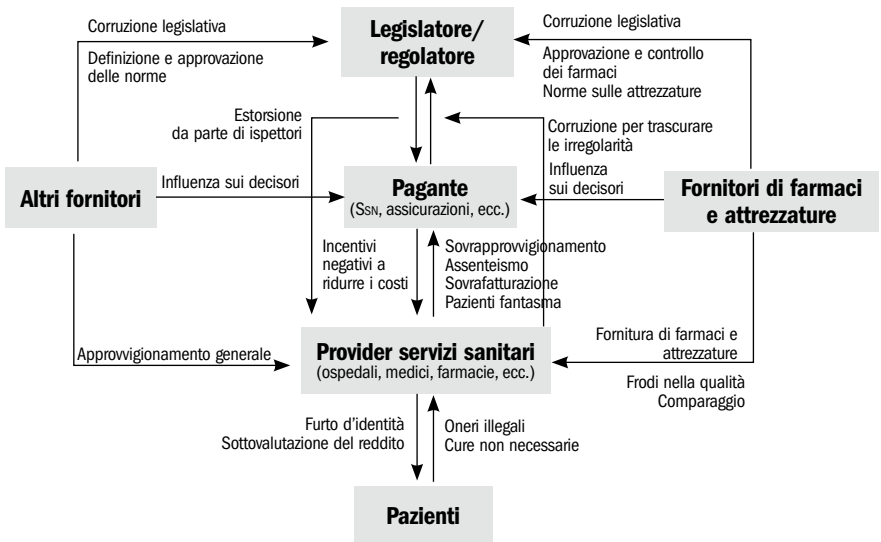 Corruzione legislativa
Definizione e approvazione
delle norme
Legislatore/
regolatore
Corruzione legislativa
Approvazione e controllo
dei farmaci
Norme sulle attrezzature
Estorsione
da parte di ispettori
Corruzione per trascurare
le irregolarità
Altri fornitori
Influenza sui decisori
Pagante
(SSN, assicurazioni, ecc.)
Influenza
sui decisori
Fornitori di farmaci
e attrezzature
Incentivi
negativi a
ridurre i costi
Sovrapprovvigionamento
Assenteismo
Sovrafatturazione
Pazienti fantasma
Approvvigionamento generale
Provider servizi sanitari
(ospedali, medici, farmacie, ecc.)
Fornitura di farmaci e
attrezzature
Frodi nella qualità
Comparaggio
Furto d’identità
Sottovalutazione del reddito
Oneri illegali
Cure non necessarie
Pazienti